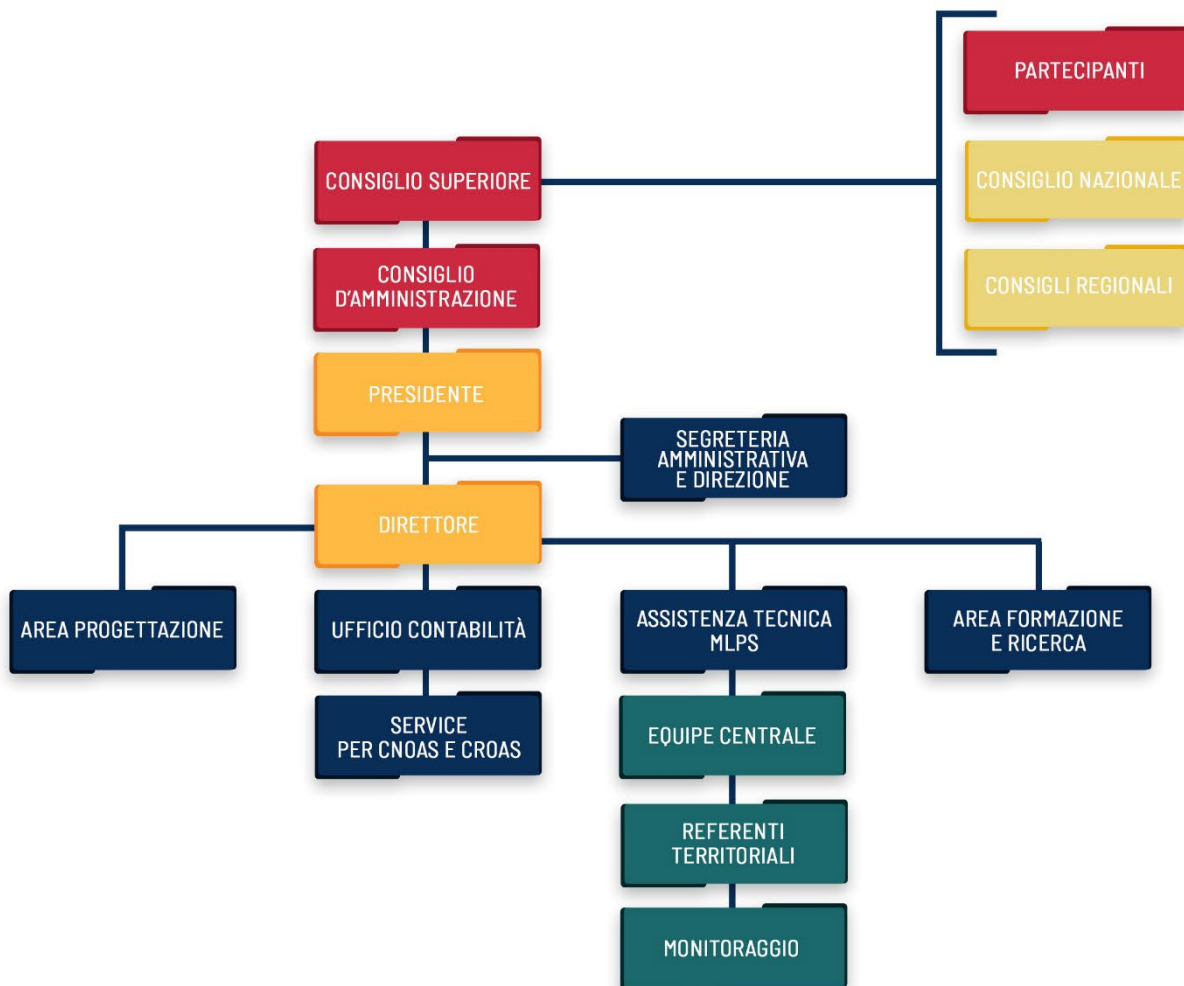 PARTECIPANTI
CONSIGLIO SUPERIORE
CONSIGLIO NAZIONALE
CONSIGLIO
D'AMMINISTRAZIONE
CONSIGLI REGIONALI
PRESIDENTE
SEGRETERIA
AMMINISTRATIVA
E DIREZIONE
DIRETTORE
AREA PROGETTAZIONE
UFFICIO CONTABILITÀ
ASSISTENZA TECNICA
MLPS
AREA FORMAZIONE
E RICERCA
SERVICE
PER CNOAS E CROAS
EQUIPE CENTRALE
REFERENTI
TERRITORIALI
MONITORAGGIO